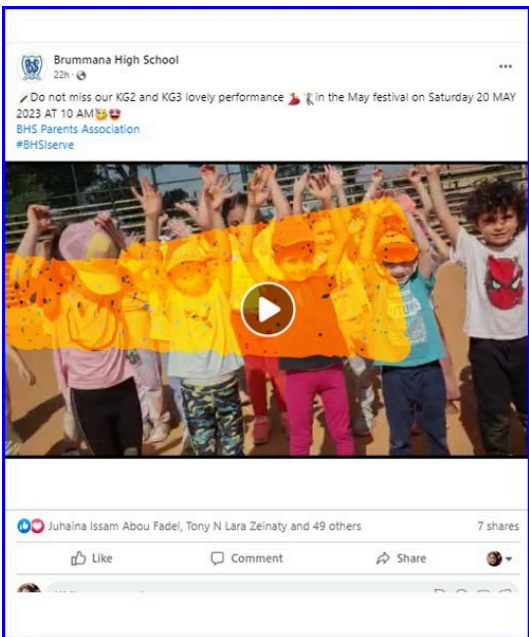 Brummana High School
22h ·
Do not miss our KG2 and KG3 lovely performance in the May festival on Saturday 20 MAY
2023 AT 10 AM
BHS Parents Association
#BHSIserve
Juhaina Issam Abou Fadel, Tony N Lara Zeinaty and 49 others
7 shares
Like
Comment
Share